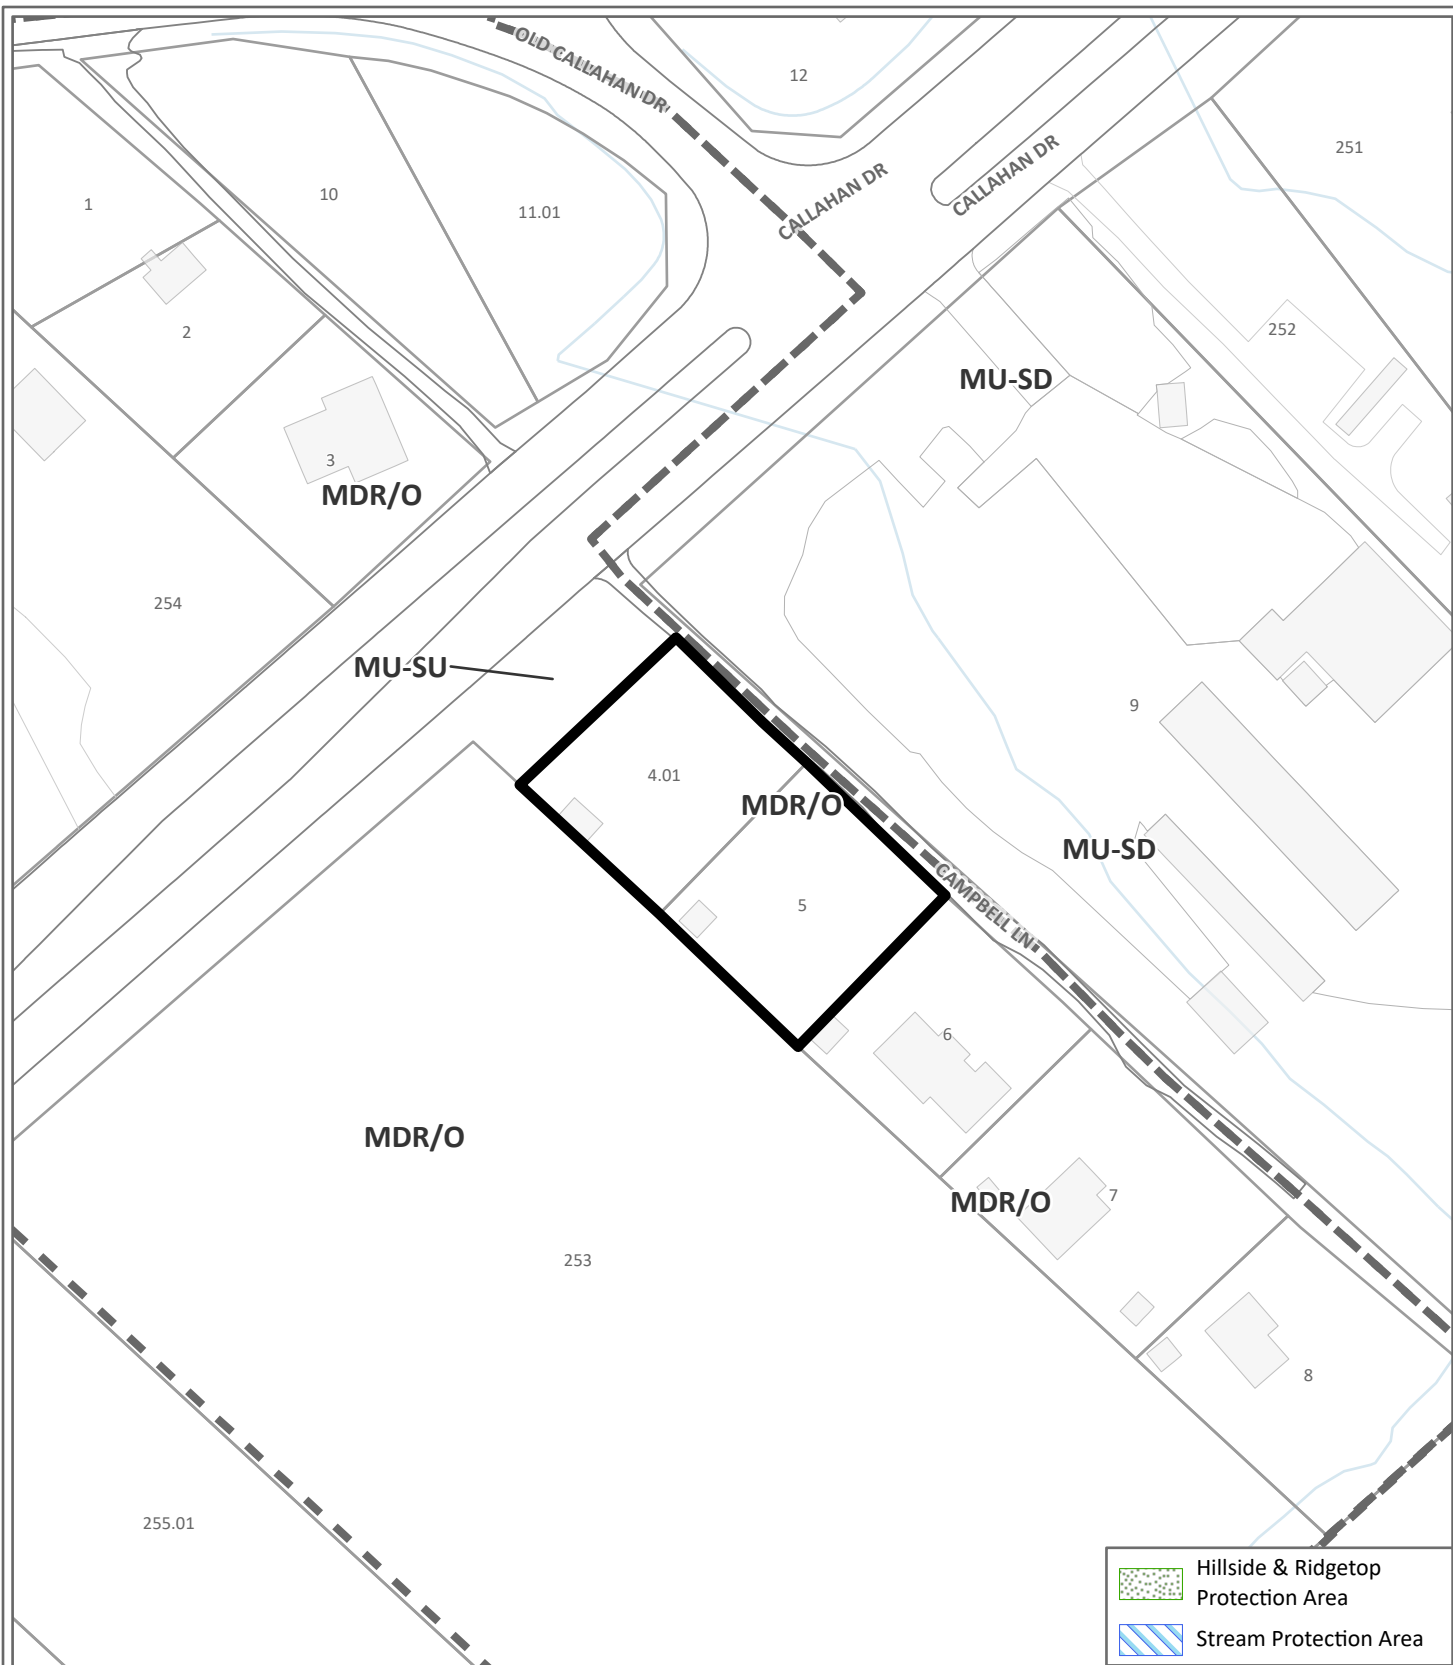 OLD CALLAHAN DR
12
CALLAHAN DR
CALLAHAN DR
251
1
10
11.01
2
252
MU-SD
3
MDR/O
254
MU-SU
9
4.01
MDR/O
MU-SD
5
CAMPBELL LN
6
MDR/O
7
MDR/O
253
8
255.01
Hillside & Ridgetop
Protection Area
Stream Protection Area